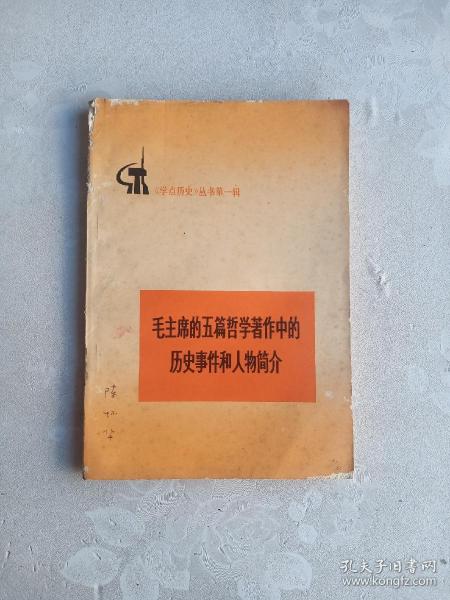 《学点历史》丛书第一辑
毛主席的五篇哲学著作中的
历史事件和人物简介
陆
孔夫子旧书网
www.kongfz.com